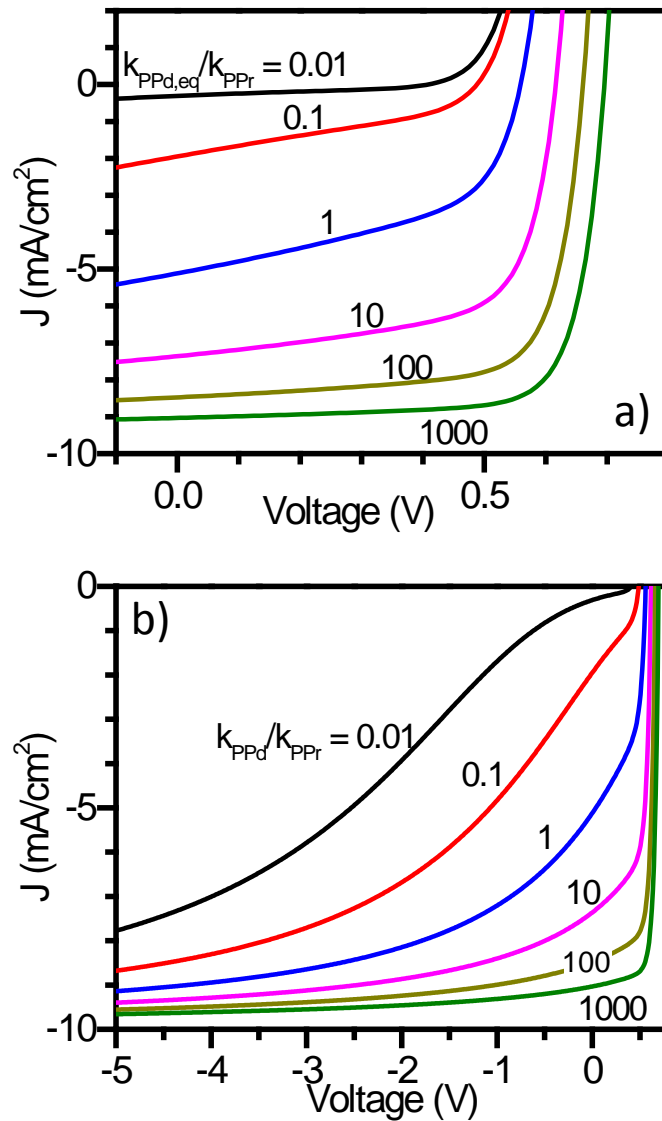 0
-5
-10
J (mA/cm²)
k_PPd,eq/k_PPr = 0.01
0.1
1
10
100
1000
a)
0.0 0.5
Voltage (V)
b)
0
-5
-10
J (mA/cm²)
k_PPd/k_PPr = 0.01
0.1
1
10
100
1000
-5 -4 -3 -2 -1 0
Voltage (V)